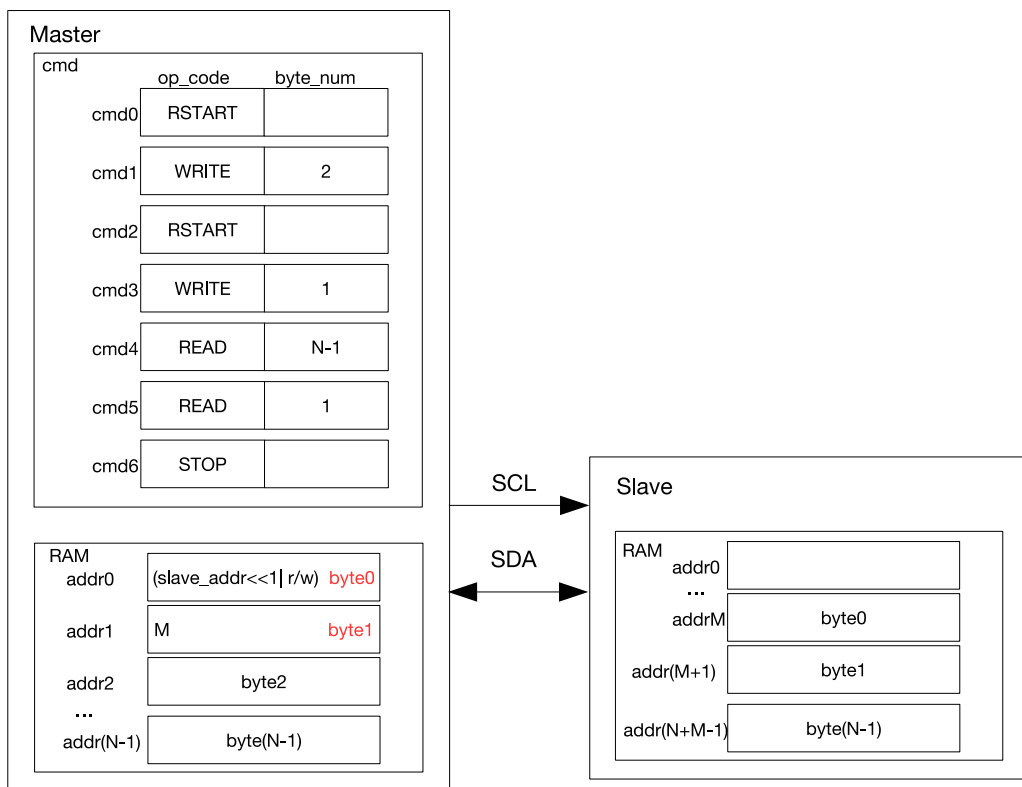 Master
cmd
op_code byte_num
cmd0 RSTART
cmd1 WRITE 2
cmd2 RSTART
cmd3 WRITE 1
cmd4 READ N-1
cmd5 READ 1
cmd6 STOP
RAM
addr0 (slave_addr<<1| r/w) byte0
addr1 M byte1
addr2 byte2
...
addr(N-1) byte(N-1)
SCL
SDA
Slave
RAM
addr0
...
addrM byte0
addr(M+1) byte1
addr(N+M-1) byte(N-1)